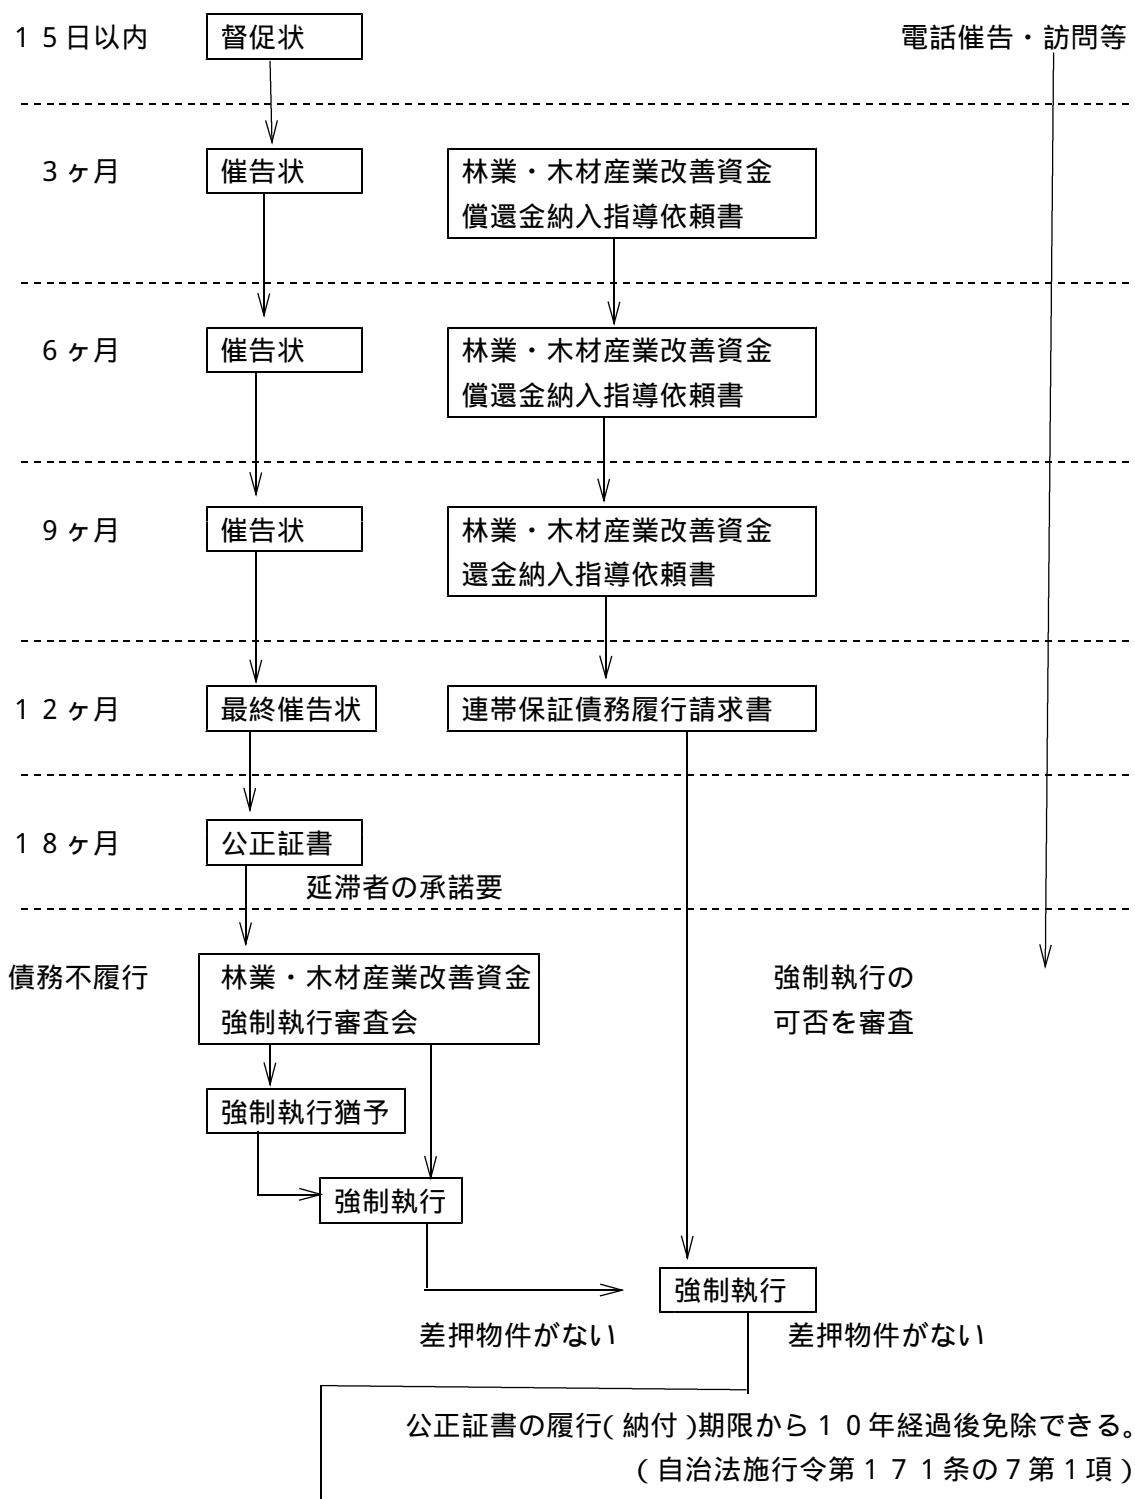 １５日以内
督促状
電話催告・訪問等
３ヶ月
催告状
林業・木材産業改善資金
償還金納入指導依頼書
６ヶ月
催告状
林業・木材産業改善資金
償還金納入指導依頼書
９ヶ月
催告状
林業・木材産業改善資金
還金納入指導依頼書
１２ヶ月
最終催告状
連帯保証債務履行請求書
１８ヶ月
公正証書
延滞者の承諾要
債務不履行
林業・木材産業改善資金
強制執行審査会
強制執行の
可否を審査
強制執行猶予
強制執行
強制執行
差押物件がない
差押物件がない
公正証書の履行(納付)期限から１０年経過後免除できる。
(自治法施行令第１７１条の７第１項)